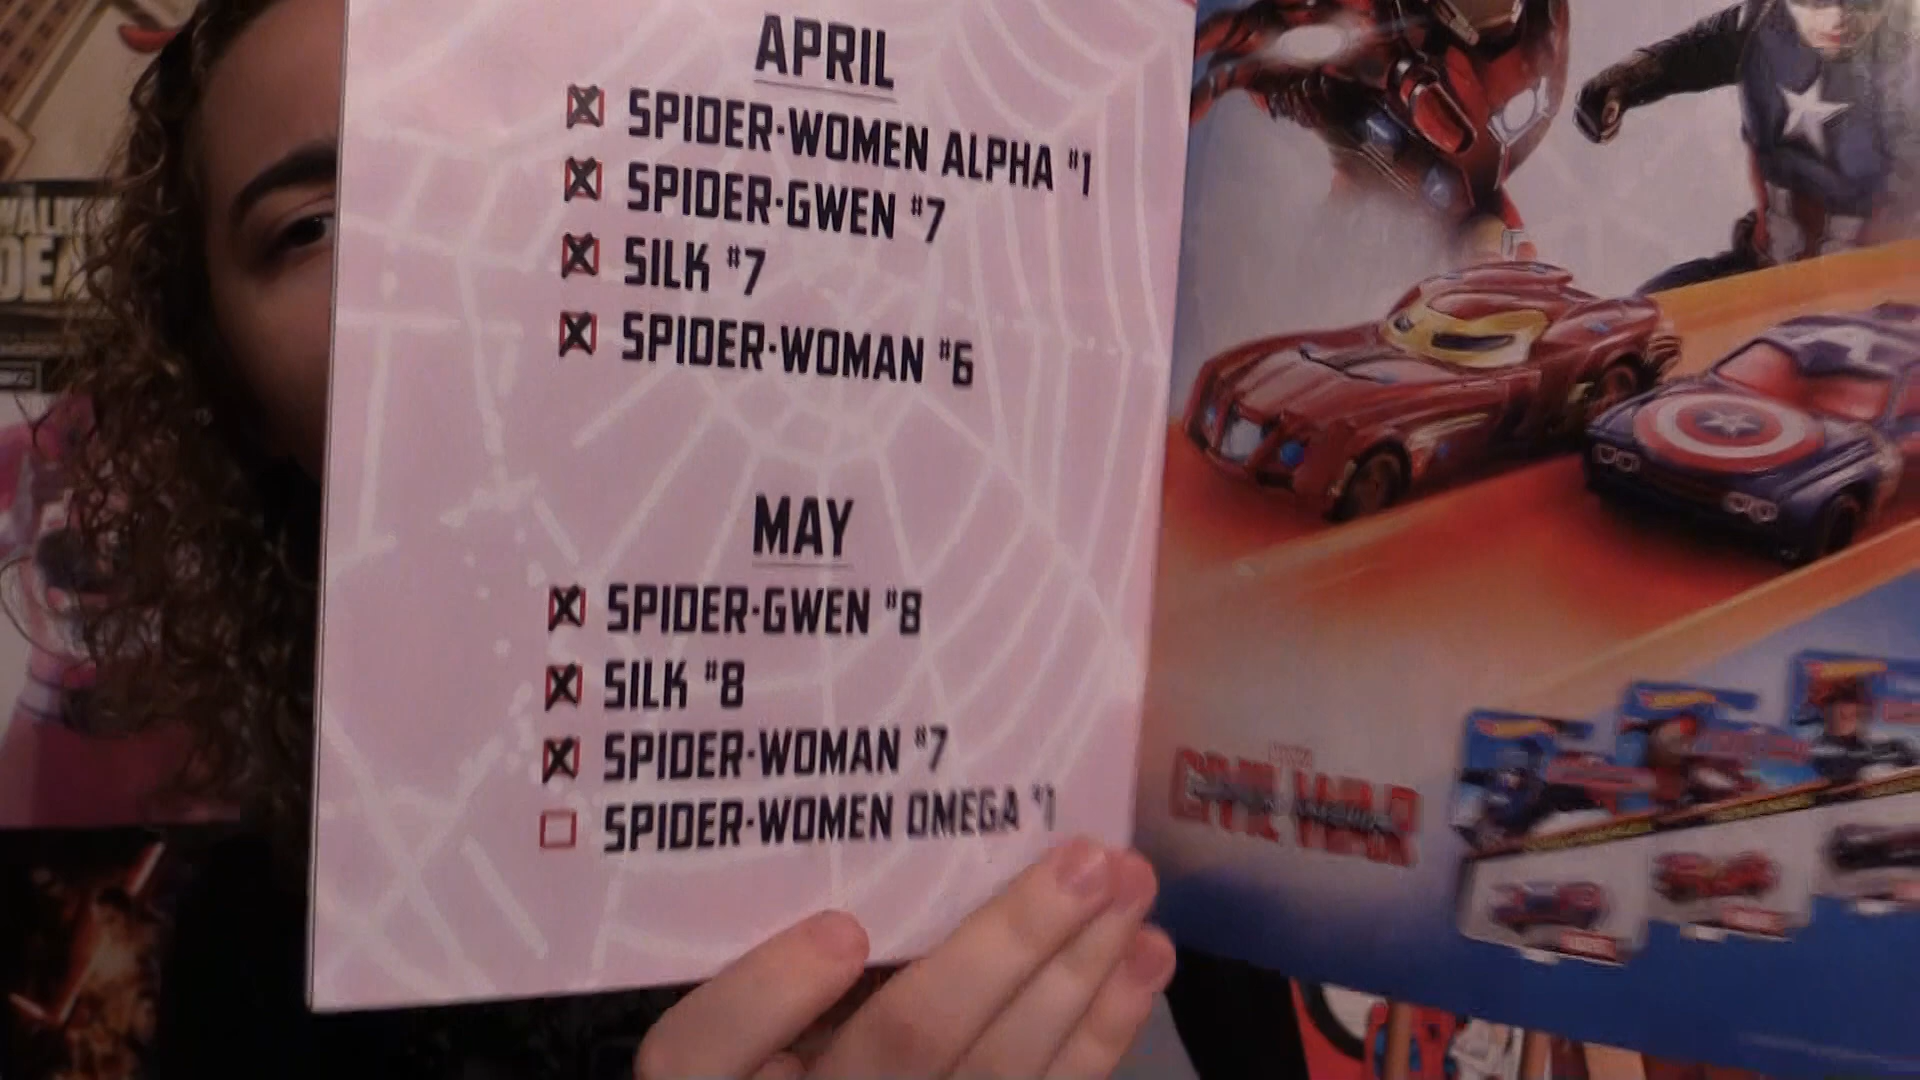 APRIL
SPIDER-WOMEN ALPHA #1
SPIDER-GWEN #7
SILK #7
SPIDER-WOMAN #6
MAY
SPIDER-GWEN #8
SILK #8
SPIDER-WOMAN #7
SPIDER-WOMEN OMEGA #1
CIVIL WAR